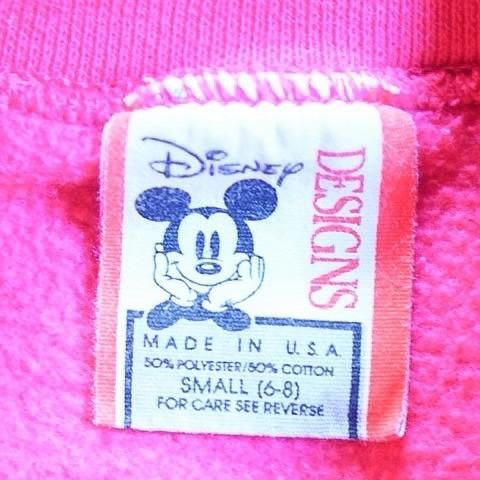 Disney
DESIGNS
MADE IN U.S.A.
50% POLYESTER/50% COTTON
SMALL (6-8)
FOR CARE SEE REVERSE